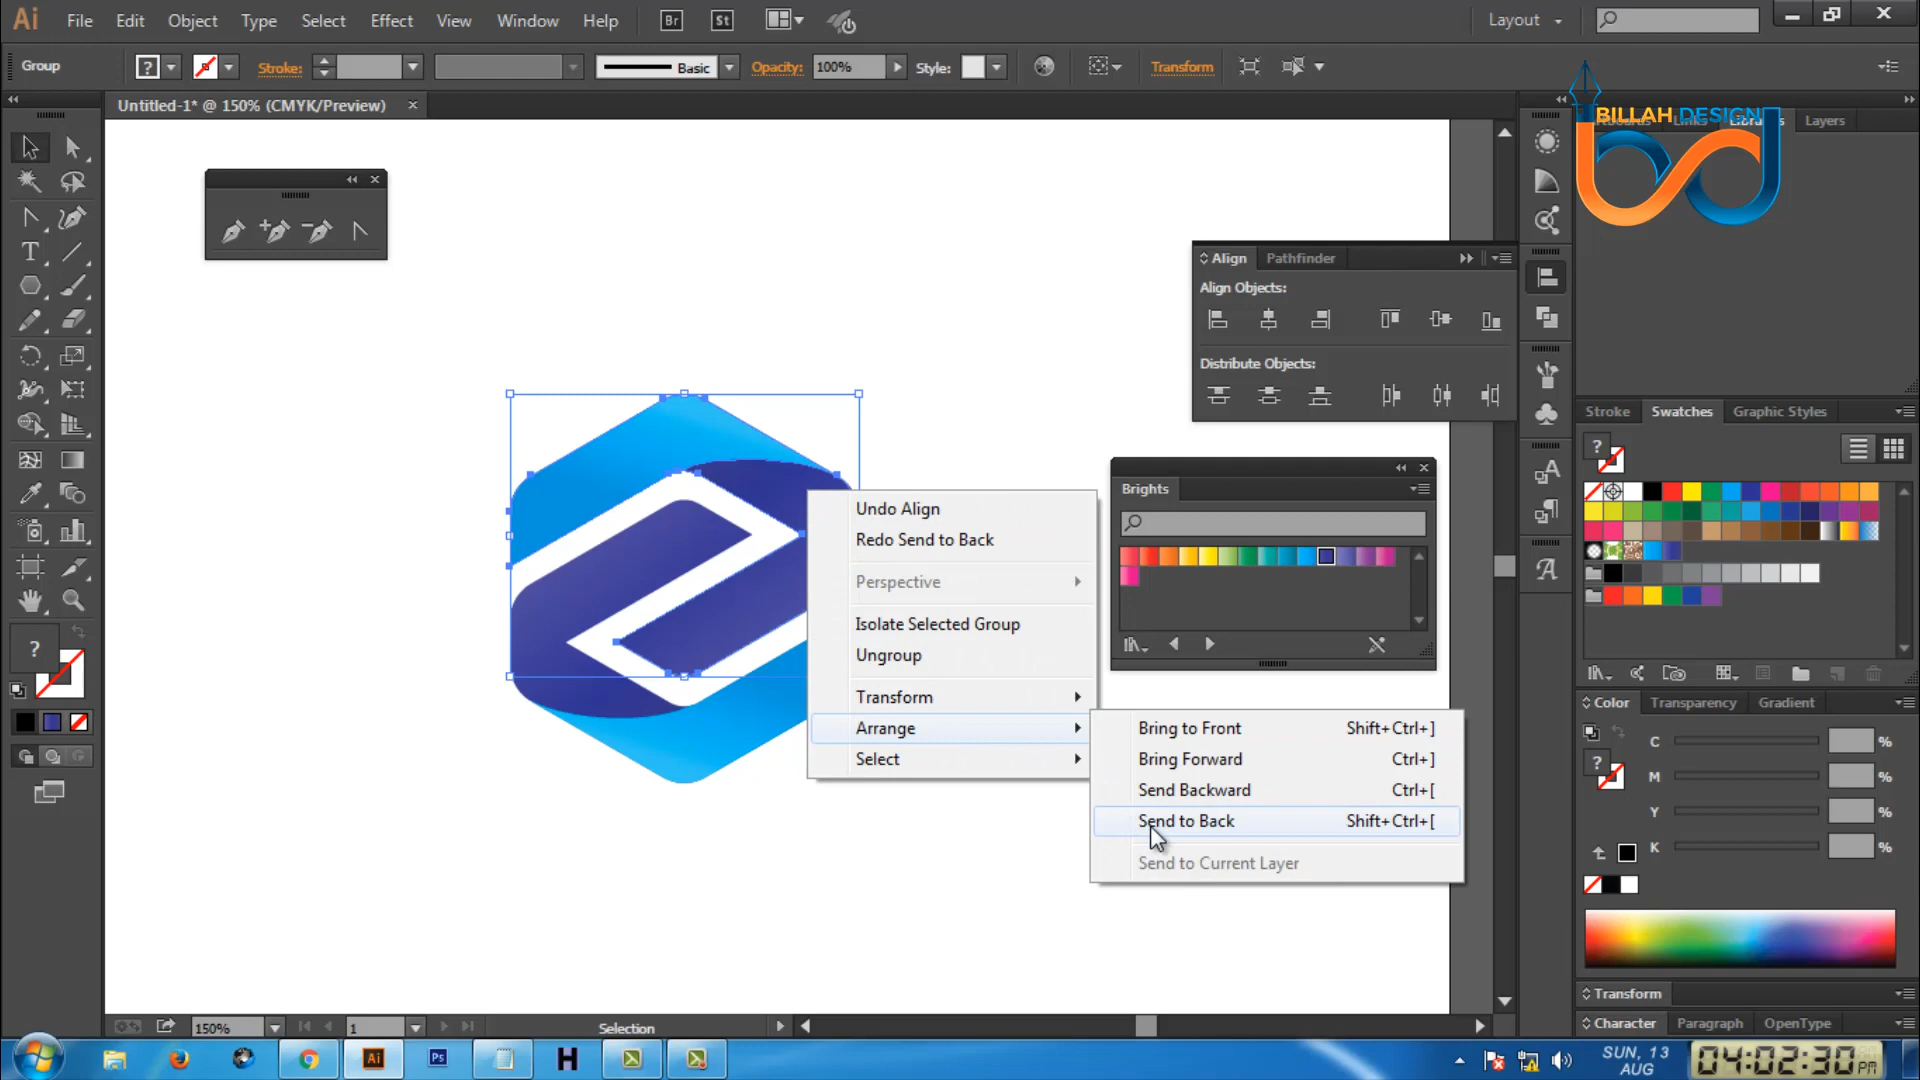 Ai File Edit Object Type Select Effect View Window Help Br St Layout
Group ? Stroke: Basic Opacity: 100% Style: Transform
Untitled-1* @ 150% (CMYK/Preview)
BILLAH DESIGN
Layers
Align Pathfinder
Align Objects:
Distribute Objects:
Stroke Swatches Graphic Styles
Brights
Undo Align
Redo Send to Back
Perspective
Isolate Selected Group
Ungroup
Transform
Arrange
Select
Bring to Front Shift+Ctrl+]
Bring Forward Ctrl+]
Send Backward Ctrl+[
Send to Back Shift+Ctrl+[
Send to Current Layer
Color Transparency Gradient
C %
M %
Y %
K %
Transform
Character Paragraph OpenType
150% 1 Selection
Ai Ps H
SUN, 13
AUG
04:02:30 PM